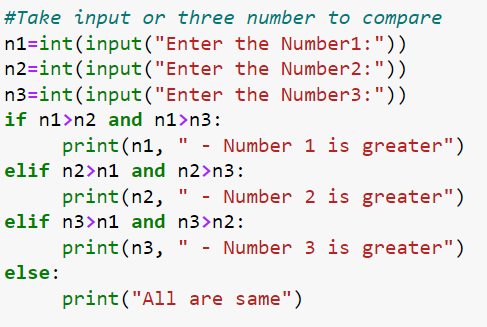 #Take input or three number to compare
n1=int(input("Enter the Number1:"))
n2=int(input("Enter the Number2:"))
n3=int(input("Enter the Number3:"))
if n1>n2 and n1>n3:
     print(n1, " - Number 1 is greater")
elif n2>n1 and n2>n3:
     print(n2, " - Number 2 is greater")
elif n3>n1 and n3>n2:
     print(n3, " - Number 3 is greater")
else:
     print("All are same")